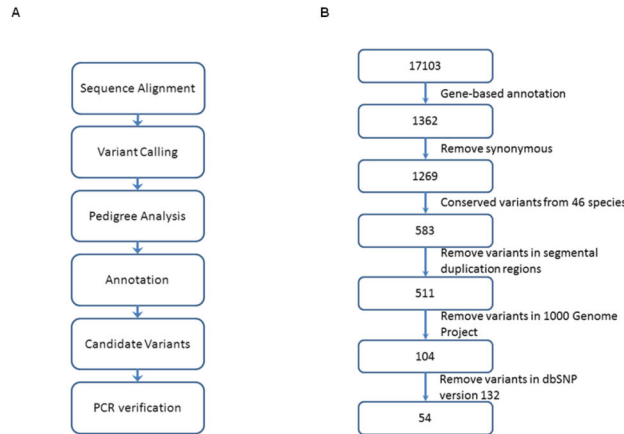 A
Sequence Alignment
Variant Calling
Pedigree Analysis
Annotation
Candidate Variants
PCR verification
B
17103
Gene-based annotation
1362
Remove synonymous
1269
Conserved variants from 46 species
583
Remove variants in segmental
duplication regions
511
Remove variants in 1000 Genome
Project
104
Remove variants in dbSNP
version 132
54